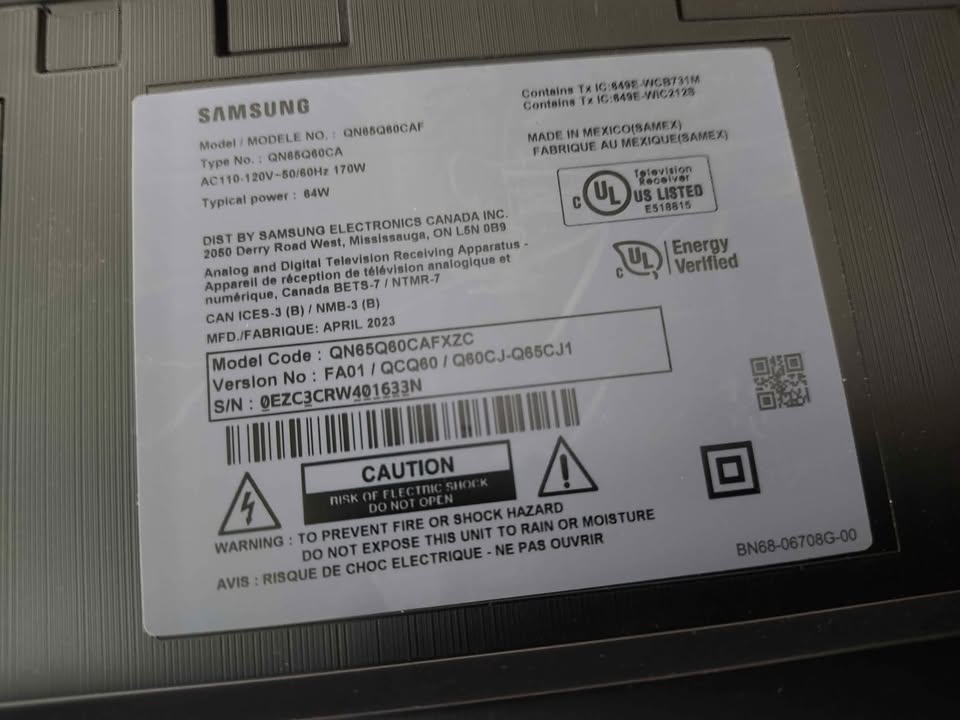 SAMSUNG
Model / MODELE NO. : QN65Q60CAF
Type No. : QN65Q60CA
AC110-120V~50/60Hz 170W
Typical power : 64W
DIST BY SAMSUNG ELECTRONICS CANADA INC.
2050 Derry Road West, Mississauga, ON L5N 0B9
Analog and Digital Television Receiving Apparatus -
Appareil de réception de télévision analogique et
numérique, Canada BETS-7 / NTMR-7
CAN ICES-3 (B) / NMB-3 (B)
MFD./FABRIQUE: APRIL 2023
Model Code : QN65Q60CAFXZC
Version No : FA01 / QCQ60 / Q60CJ-Q65CJ1
S/N : 0EZC3CRW401633N
CAUTION
RISK OF ELECTRIC SHOCK
DO NOT OPEN
WARNING : TO PREVENT FIRE OR SHOCK HAZARD
DO NOT EXPOSE THIS UNIT TO RAIN OR MOISTURE
AVIS : RISQUE DE CHOC ELECTRIQUE - NE PAS OUVRIR
Contains Tx IC:649E-WCB731M
Contains Tx IC:649E-WIC2128
MADE IN MEXICO(SAMEX)
FABRIQUE AU MEXIQUE(SAMEX)
Television
Receiver
C UL US LISTED
E518815
C UL Energy
Verified
BN68-06708G-00